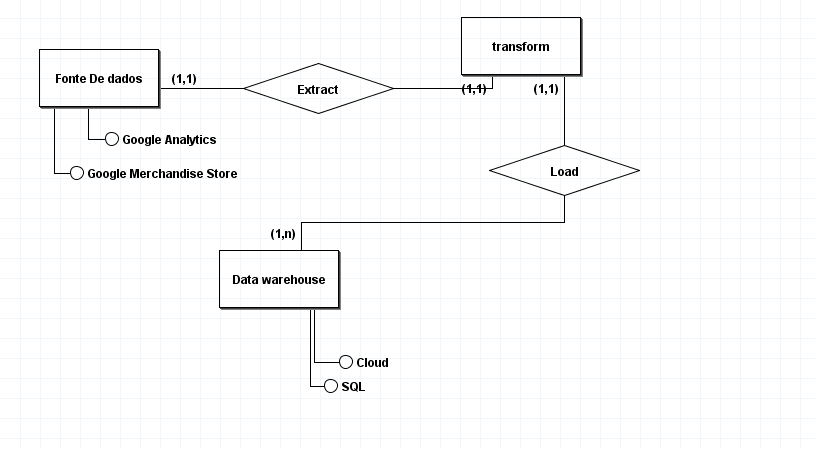 transform
Fonte De dados
(1,1)
Extract
(1,1)
(1,1)
Google Analytics
Google Merchandise Store
Load
(1,n)
Data warehouse
Cloud
SQL